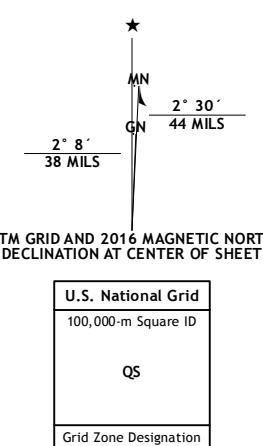 ★
MN
2° 30´
44 MILS
GN
2° 8´
38 MILS
TM GRID AND 2016 MAGNETIC NORT
DECLINATION AT CENTER OF SHEET
U.S. National Grid
100,000-m Square ID
QS
Grid Zone Designation